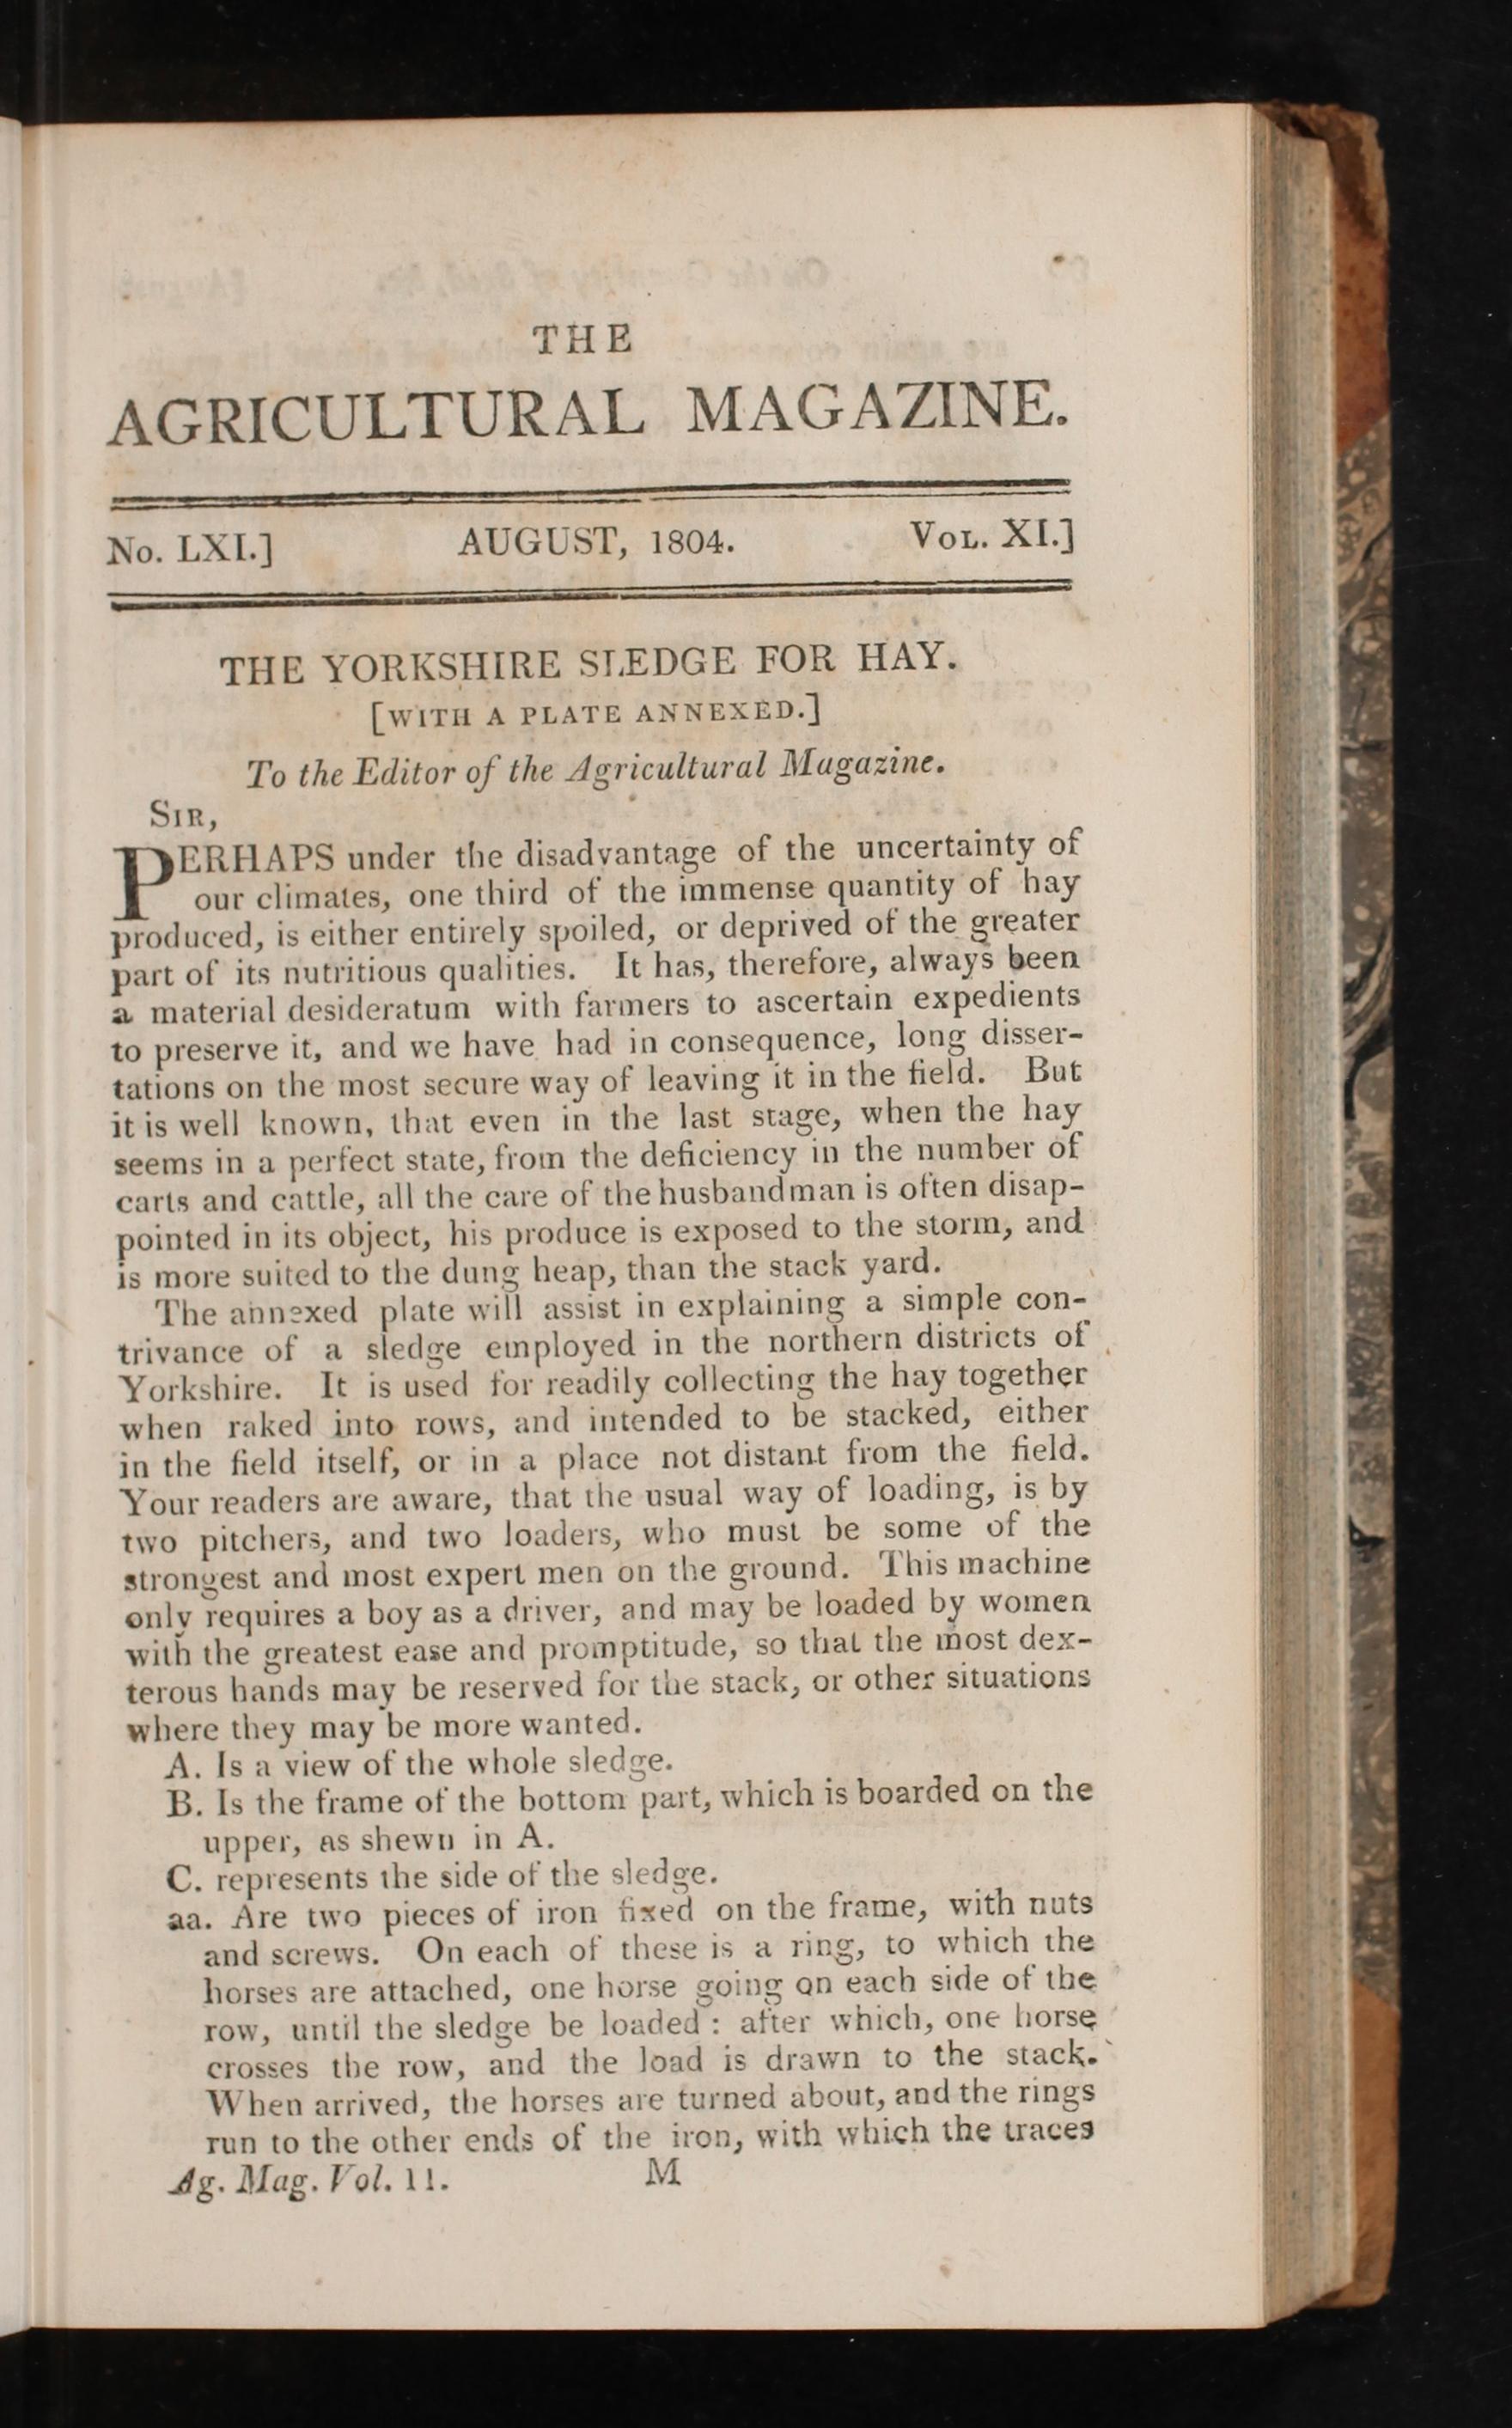 THE
AGRICULTURAL MAGAZINE.
No. LXI.] AUGUST, 1804. VOL. XI.]
THE YORKSHIRE SLEDGE FOR HAY.
[WITH A PLATE ANNEXED.]
To the Editor of the Agricultural Magazine.
SIR,
PERHAPS under the disadvantage of the uncertainty of
our climates, one third of the immense quantity of hay
produced, is either entirely spoiled, or deprived of the greater
part of its nutritious qualities. It has, therefore, always been
a material desideratum with farmers to ascertain expedients
to preserve it, and we have had in consequence, long disser-
tations on the most secure way of leaving it in the field. But
it is well known, that even in the last stage, when the hay
seems in a perfect state, from the deficiency in the number of
carts and cattle, all the care of the husbandman is often disap-
pointed in its object, his produce is exposed to the storm, and
is more suited to the dung heap, than the stack yard.
The annexed plate will assist in explaining a simple con-
trivance of a sledge employed in the northern districts of
Yorkshire. It is used for readily collecting the hay together
when raked into rows, and intended to be stacked, either
in the field itself, or in a place not distant from the field.
Your readers are aware, that the usual way of loading, is by
two pitchers, and two loaders, who must be some of the
strongest and most expert men on the ground. This machine
only requires a boy as a driver, and may be loaded by women
with the greatest ease and promptitude, so that the most dex-
terous hands may be reserved for the stack, or other situations
where they may be more wanted.
A. Is a view of the whole sledge.
B. Is the frame of the bottom part, which is boarded on the
upper, as shewn in A.
C. represents the side of the sledge.
aa. Are two pieces of iron fixed on the frame, with nuts
and screws. On each of these is a ring, to which the
horses are attached, one horse going on each side of the
row, until the sledge be loaded : after which, one horse
crosses the row, and the load is drawn to the stack.
When arrived, the horses are turned about, and the rings
run to the other ends of the iron, with which the traces
Ag. Mag. Vol. 11. M